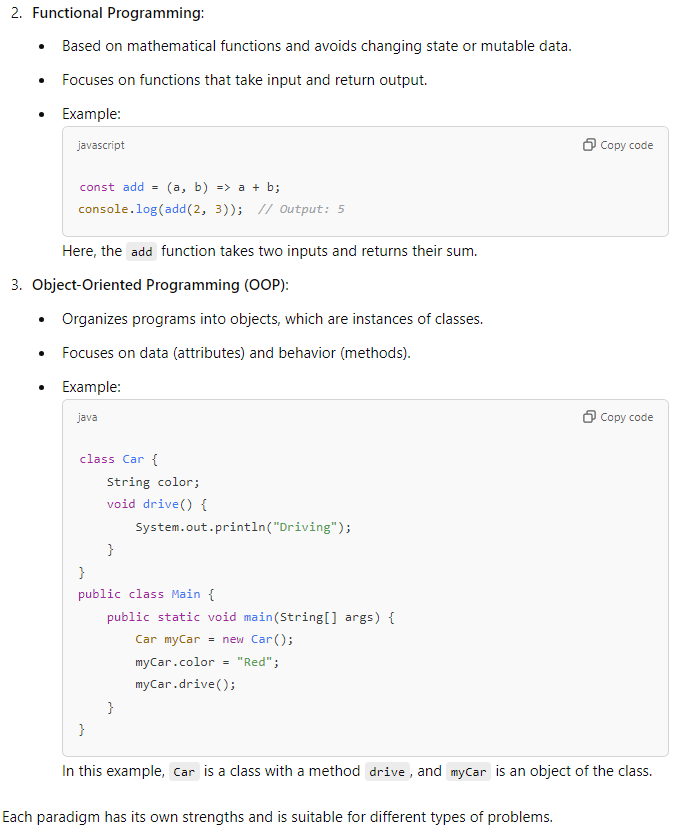 2. Functional Programming:
• Based on mathematical functions and avoids changing state or mutable data.
• Focuses on functions that take input and return output.
• Example:
javascript Copy code
const add = (a, b) => a + b;
console.log(add(2, 3));  // Output: 5
Here, the add function takes two inputs and returns their sum.
3. Object-Oriented Programming (OOP):
• Organizes programs into objects, which are instances of classes.
• Focuses on data (attributes) and behavior (methods).
• Example:
java Copy code
class Car {
    String color;
    void drive() {
        System.out.println("Driving");
    }
}
public class Main {
    public static void main(String[] args) {
        Car myCar = new Car();
        myCar.color = "Red";
        myCar.drive();
    }
}
In this example, Car is a class with a method drive, and myCar is an object of the class.
Each paradigm has its own strengths and is suitable for different types of problems.